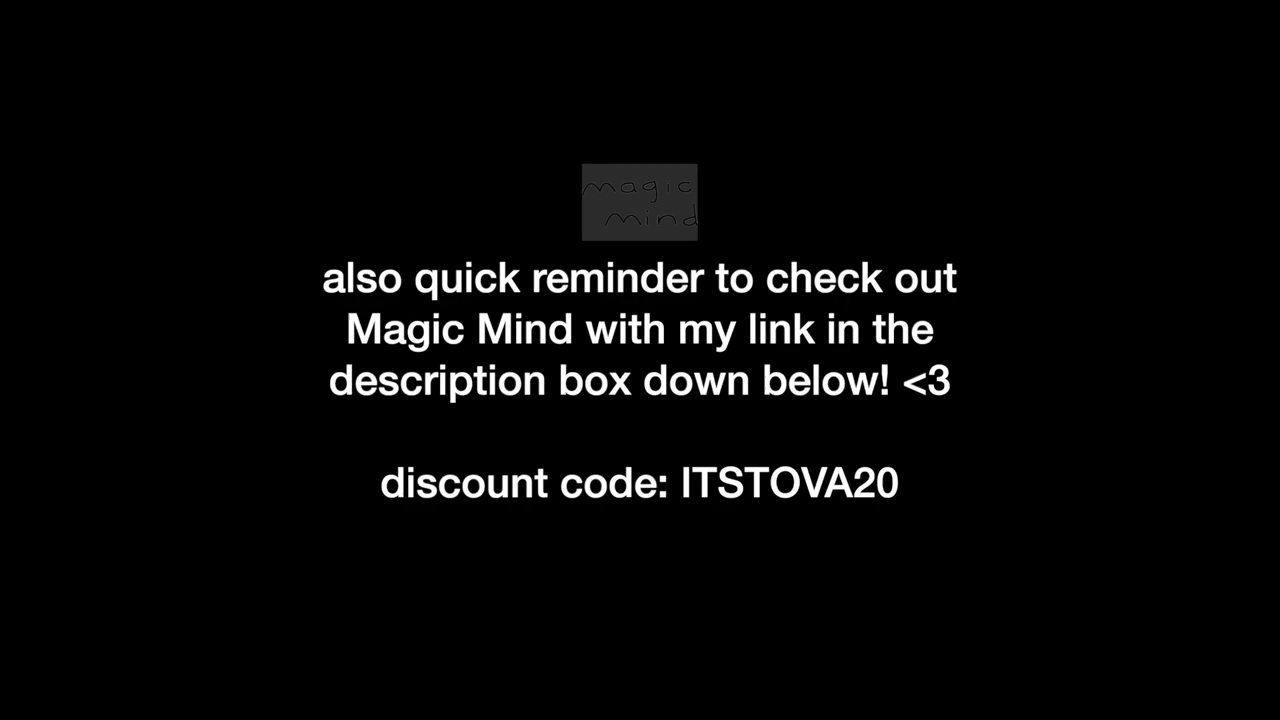 magic
mind
also quick reminder to check out
Magic Mind with my link in the
description box down below! <3
discount code: ITSTOVA20